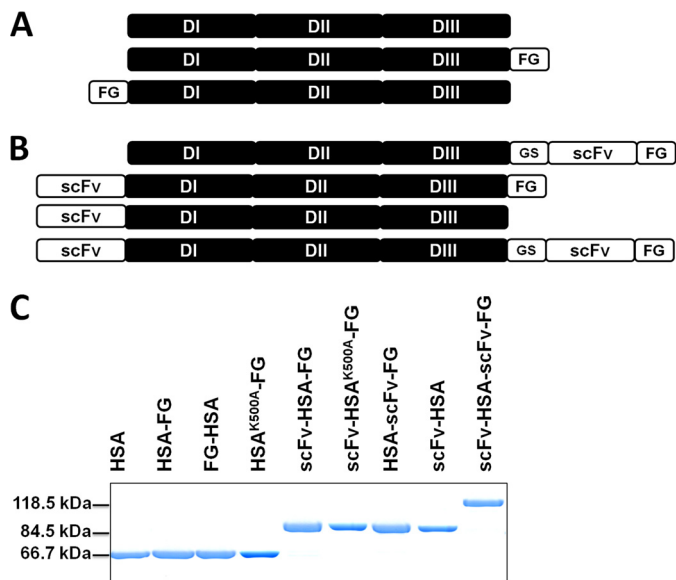 A
DI DII DIII
DI DII DIII FG
FG DI DII DIII
B
DI DII DIII GS scFv FG
scFv DI DII DIII FG
scFv DI DII DIII
scFv DI DII DIII GS scFv FG
C
HSA
HSA-FG
FG-HSA
HSAK500A-FG
scFv-HSA-FG
scFv-HSAK500A-FG
HSA-scFv-FG
scFv-HSA
scFv-HSA-scFv-FG
118.5 kDa
84.5 kDa
66.7 kDa